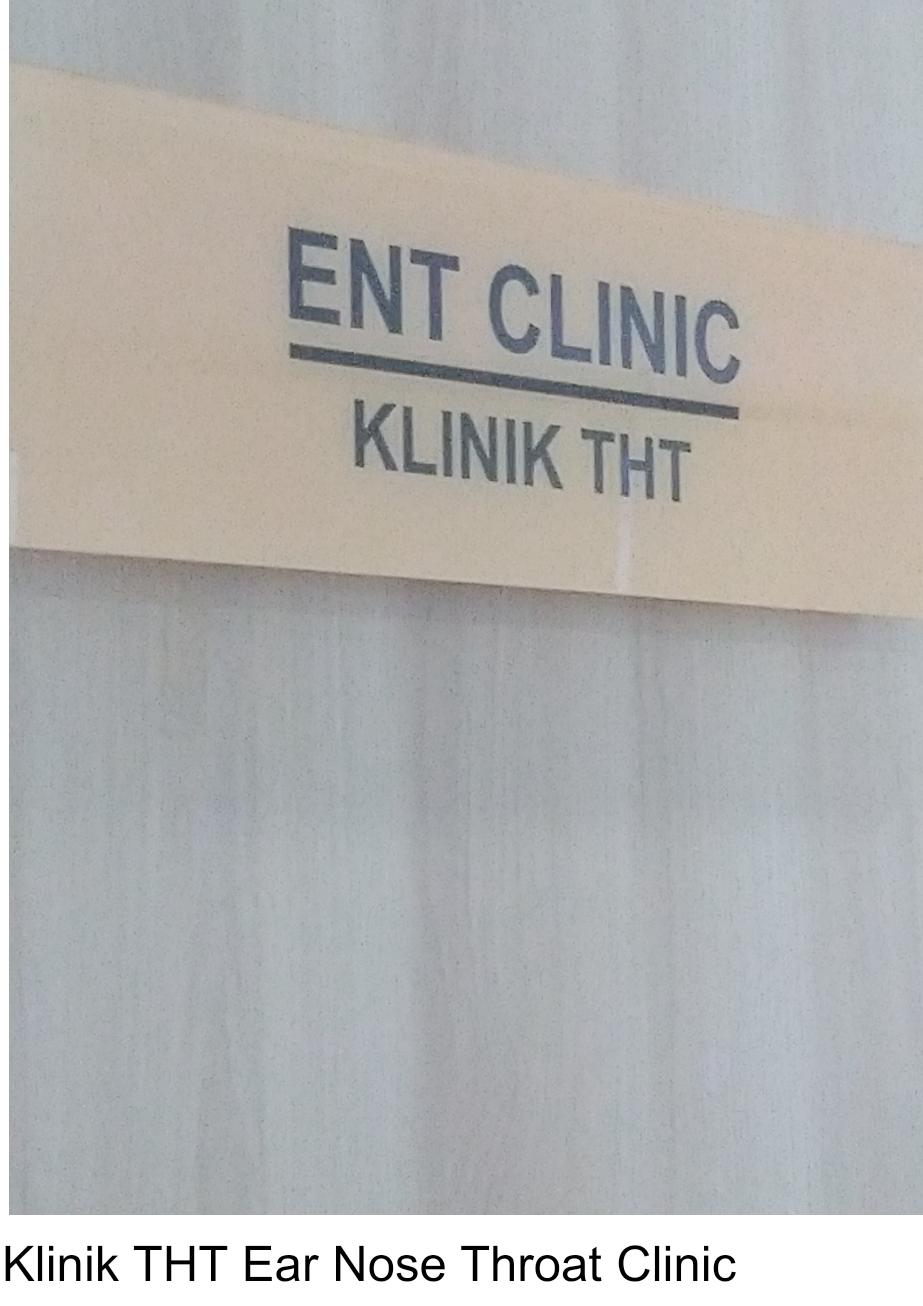 ENT CLINIC
KLINIK THT
Klinik THT Ear Nose Throat Clinic